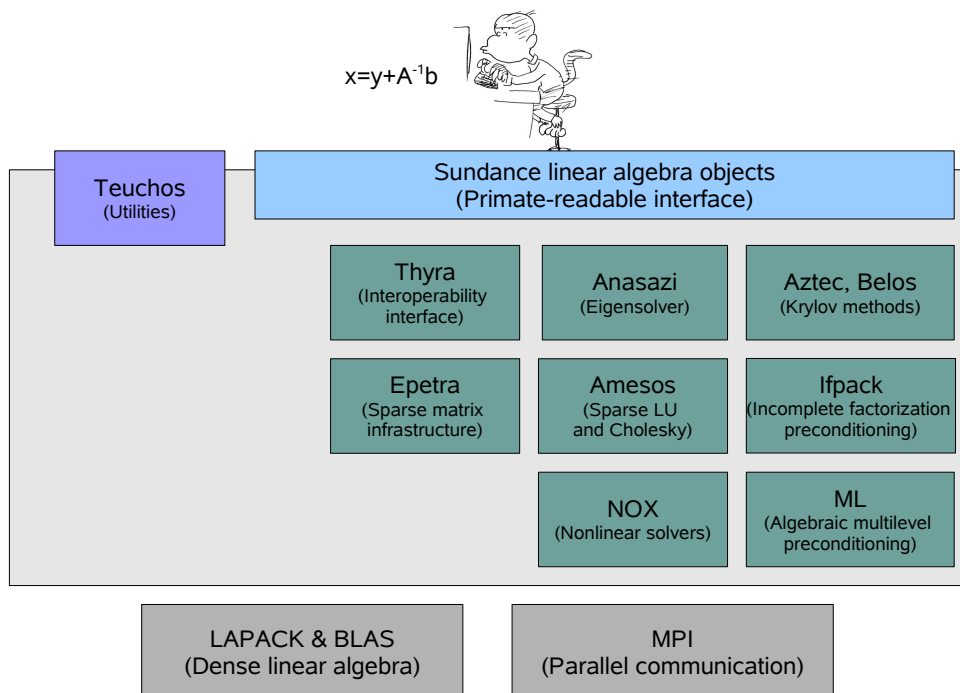 x=y+A⁻¹b
Teuchos
(Utilities)
Sundance linear algebra objects
(Primate-readable interface)
Thyra
(Interoperability
interface)
Anasazi
(Eigensolver)
Aztec, Belos
(Krylov methods)
Epetra
(Sparse matrix
infrastructure)
Amesos
(Sparse LU
and Cholesky)
Ifpack
(Incomplete factorization
preconditioning)
NOX
(Nonlinear solvers)
ML
(Algebraic multilevel
preconditioning)
LAPACK & BLAS
(Dense linear algebra)
MPI
(Parallel communication)